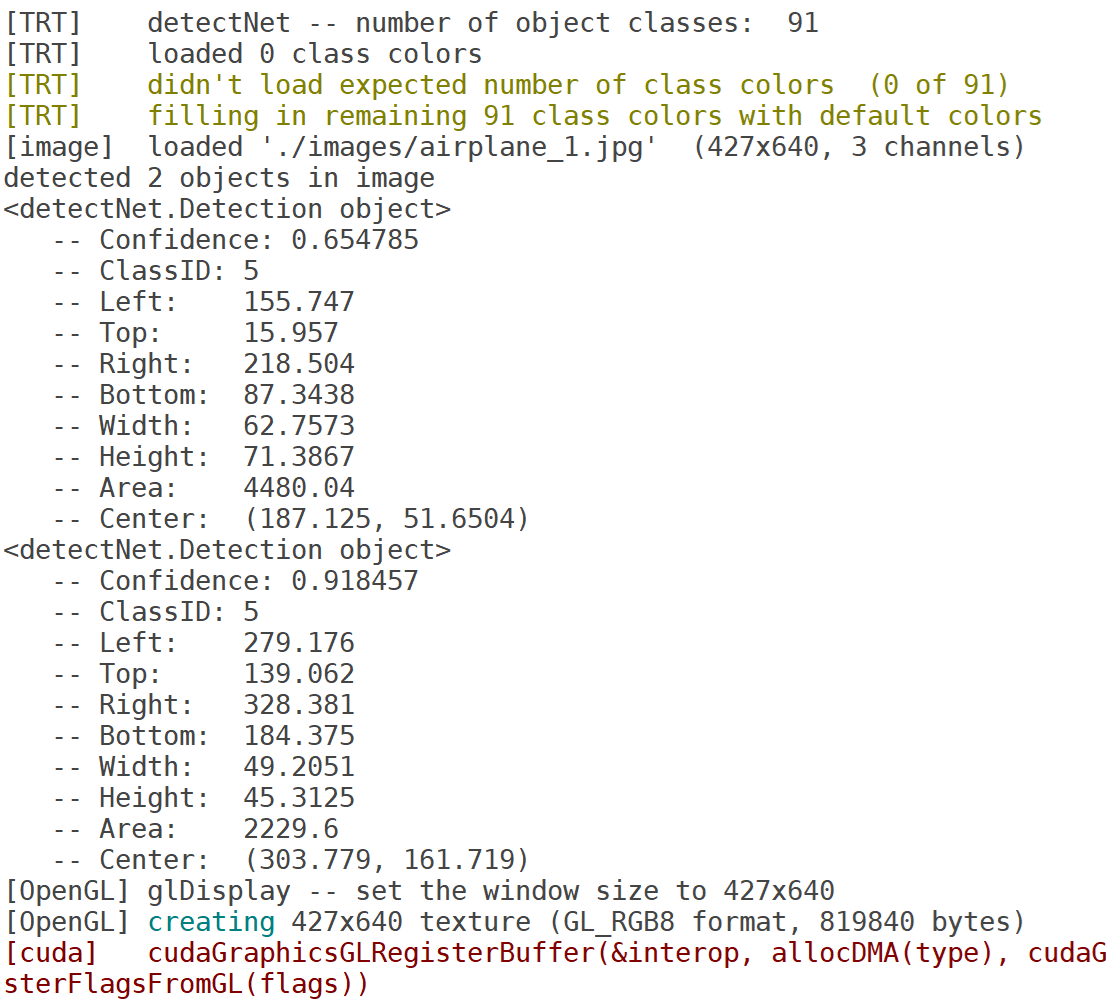 [TRT]    detectNet -- number of object classes:  91
[TRT]    loaded 0 class colors
[TRT]    didn't load expected number of class colors  (0 of 91)
[TRT]    filling in remaining 91 class colors with default colors
[image]  loaded './images/airplane_1.jpg'  (427x640, 3 channels)
detected 2 objects in image
<detectNet.Detection object>
   -- Confidence: 0.654785
   -- ClassID: 5
   -- Left:    155.747
   -- Top:     15.957
   -- Right:   218.504
   -- Bottom:  87.3438
   -- Width:   62.7573
   -- Height:  71.3867
   -- Area:    4480.04
   -- Center:  (187.125, 51.6504)
<detectNet.Detection object>
   -- Confidence: 0.918457
   -- ClassID: 5
   -- Left:    279.176
   -- Top:     139.062
   -- Right:   328.381
   -- Bottom:  184.375
   -- Width:   49.2051
   -- Height:  45.3125
   -- Area:    2229.6
   -- Center:  (303.779, 161.719)
[OpenGL] glDisplay -- set the window size to 427x640
[OpenGL] creating 427x640 texture (GL_RGB8 format, 819840 bytes)
[cuda]   cudaGraphicsGLRegisterBuffer(&interop, allocDMA(type), cudaG
sterFlagsFromGL(flags))